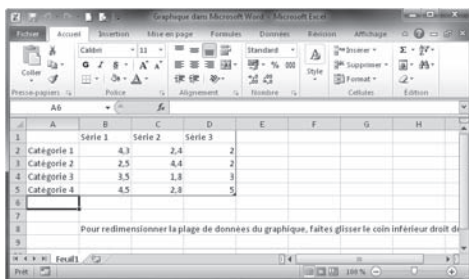 Graphique dans Microsoft Word - Microsoft Excel
Fichier Accueil Insertion Mise en page Formules Données Révision Affichage
Coller
Calibri 11
G I S
Standard
% 000
Style
Insérer
Supprimer
Format
Presse-papiers Police Alignement Nombre Cellules Édition
A6 fx
A B C D E F G H
1 Série 1 Série 2 Série 3
2 Catégorie 1 4,3 2,4 2
3 Catégorie 2 2,5 4,4 2
4 Catégorie 3 3,5 1,8 3
5 Catégorie 4 4,5 2,8 5
6
7
8 Pour redimensionner la plage de données du graphique, faites glisser le coin inférieur droit de
9
Feuil1
Prêt 100 %